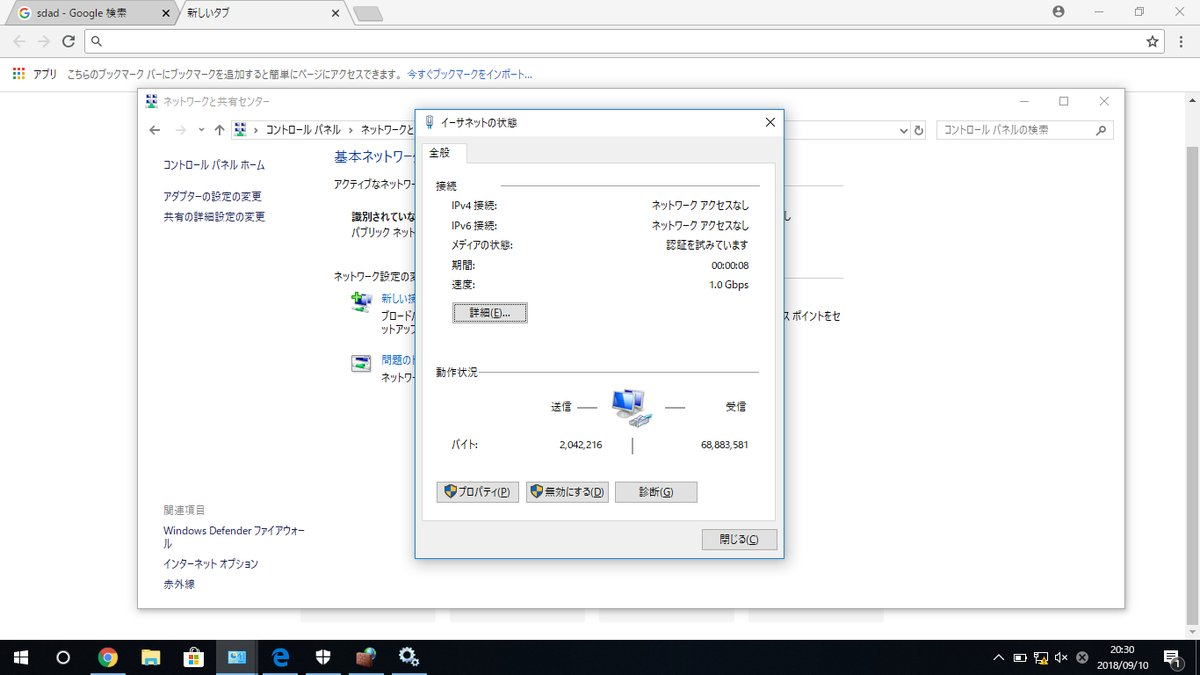 sdad - Google 検索
新しいタブ
アプリ こちらのブックマーク バーにブックマークを追加すると簡単にページにアクセスできます。 今すぐブックマークをインポート...
ネットワークと共有センター
コントロール パネル › ネットワークと
コントロール パネルの検索
コントロール パネル ホーム
アダプターの設定の変更
共有の詳細設定の変更
基本ネットワー
アクティブなネットワー
識別されていな
パブリック ネット
し
ネットワーク設定の変
新しい接
ブロードバ
ス ポイントをセ
ットアッ
問題の
ネットワー
関連項目
Windows Defender ファイアウォー
ル
インターネット オプション
赤外線
イーサネットの状態
全般
接続
IPv4 接続: ネットワーク アクセスなし
IPv6 接続: ネットワーク アクセスなし
メディアの状態: 認証を試みています
期間: 00:00:08
速度: 1.0 Gbps
詳細(E)...
動作状況
送信 受信
バイト: 2,042,216 68,883,581
プロパティ(P) 無効にする(D) 診断(G)
閉じる(C)
20:30
2018/09/10
1